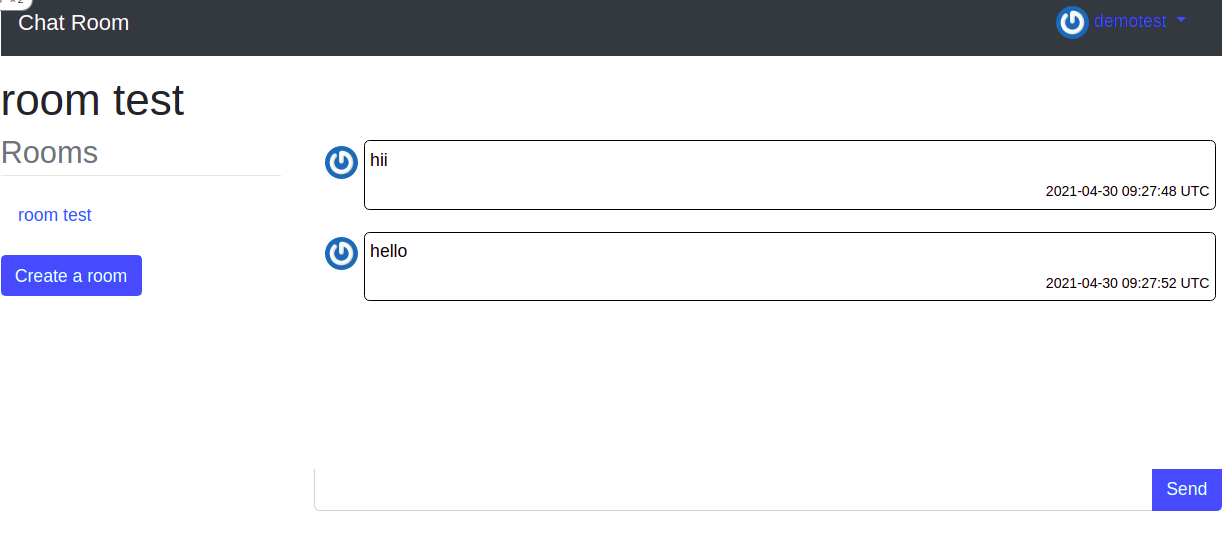 Chat Room
demotest
room test
Rooms
room test
Create a room
hii
2021-04-30 09:27:48 UTC
hello
2021-04-30 09:27:52 UTC
Send